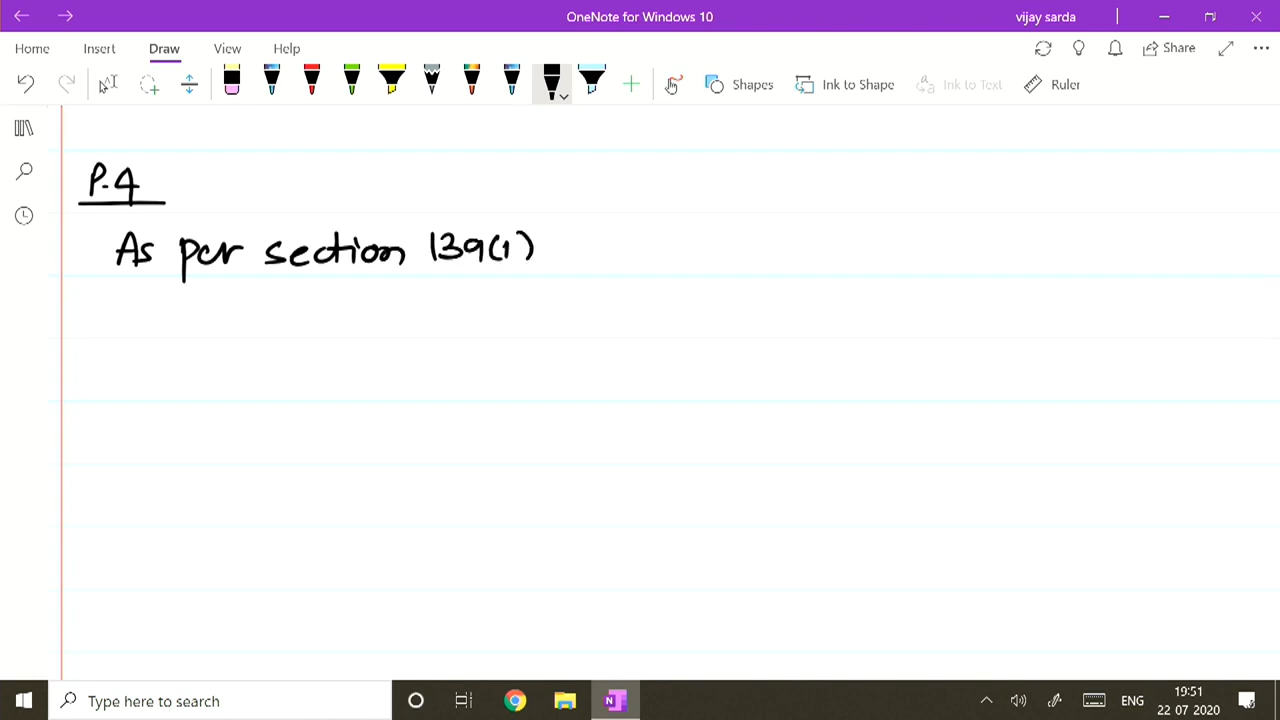 OneNote for Windows 10
vijay sarda
Home Insert Draw View Help
Share
Shapes Ink to Shape Ink to Text Ruler
P.4
As per section 139(1)
Type here to search
ENG
19:51
22 07 2020